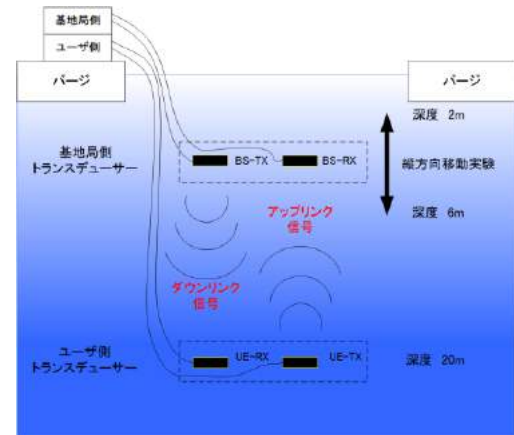 基地局側
ユーザ側
バージ
バージ
深度 2m
基地局側
トランスデューサー
BS-TX
BS-RX
縦方向移動実験
アップリンク
信号
深度 6m
ダウンリンク
信号
ユーザ側
トランスデューサー
UE-RX
UE-TX
深度 20m